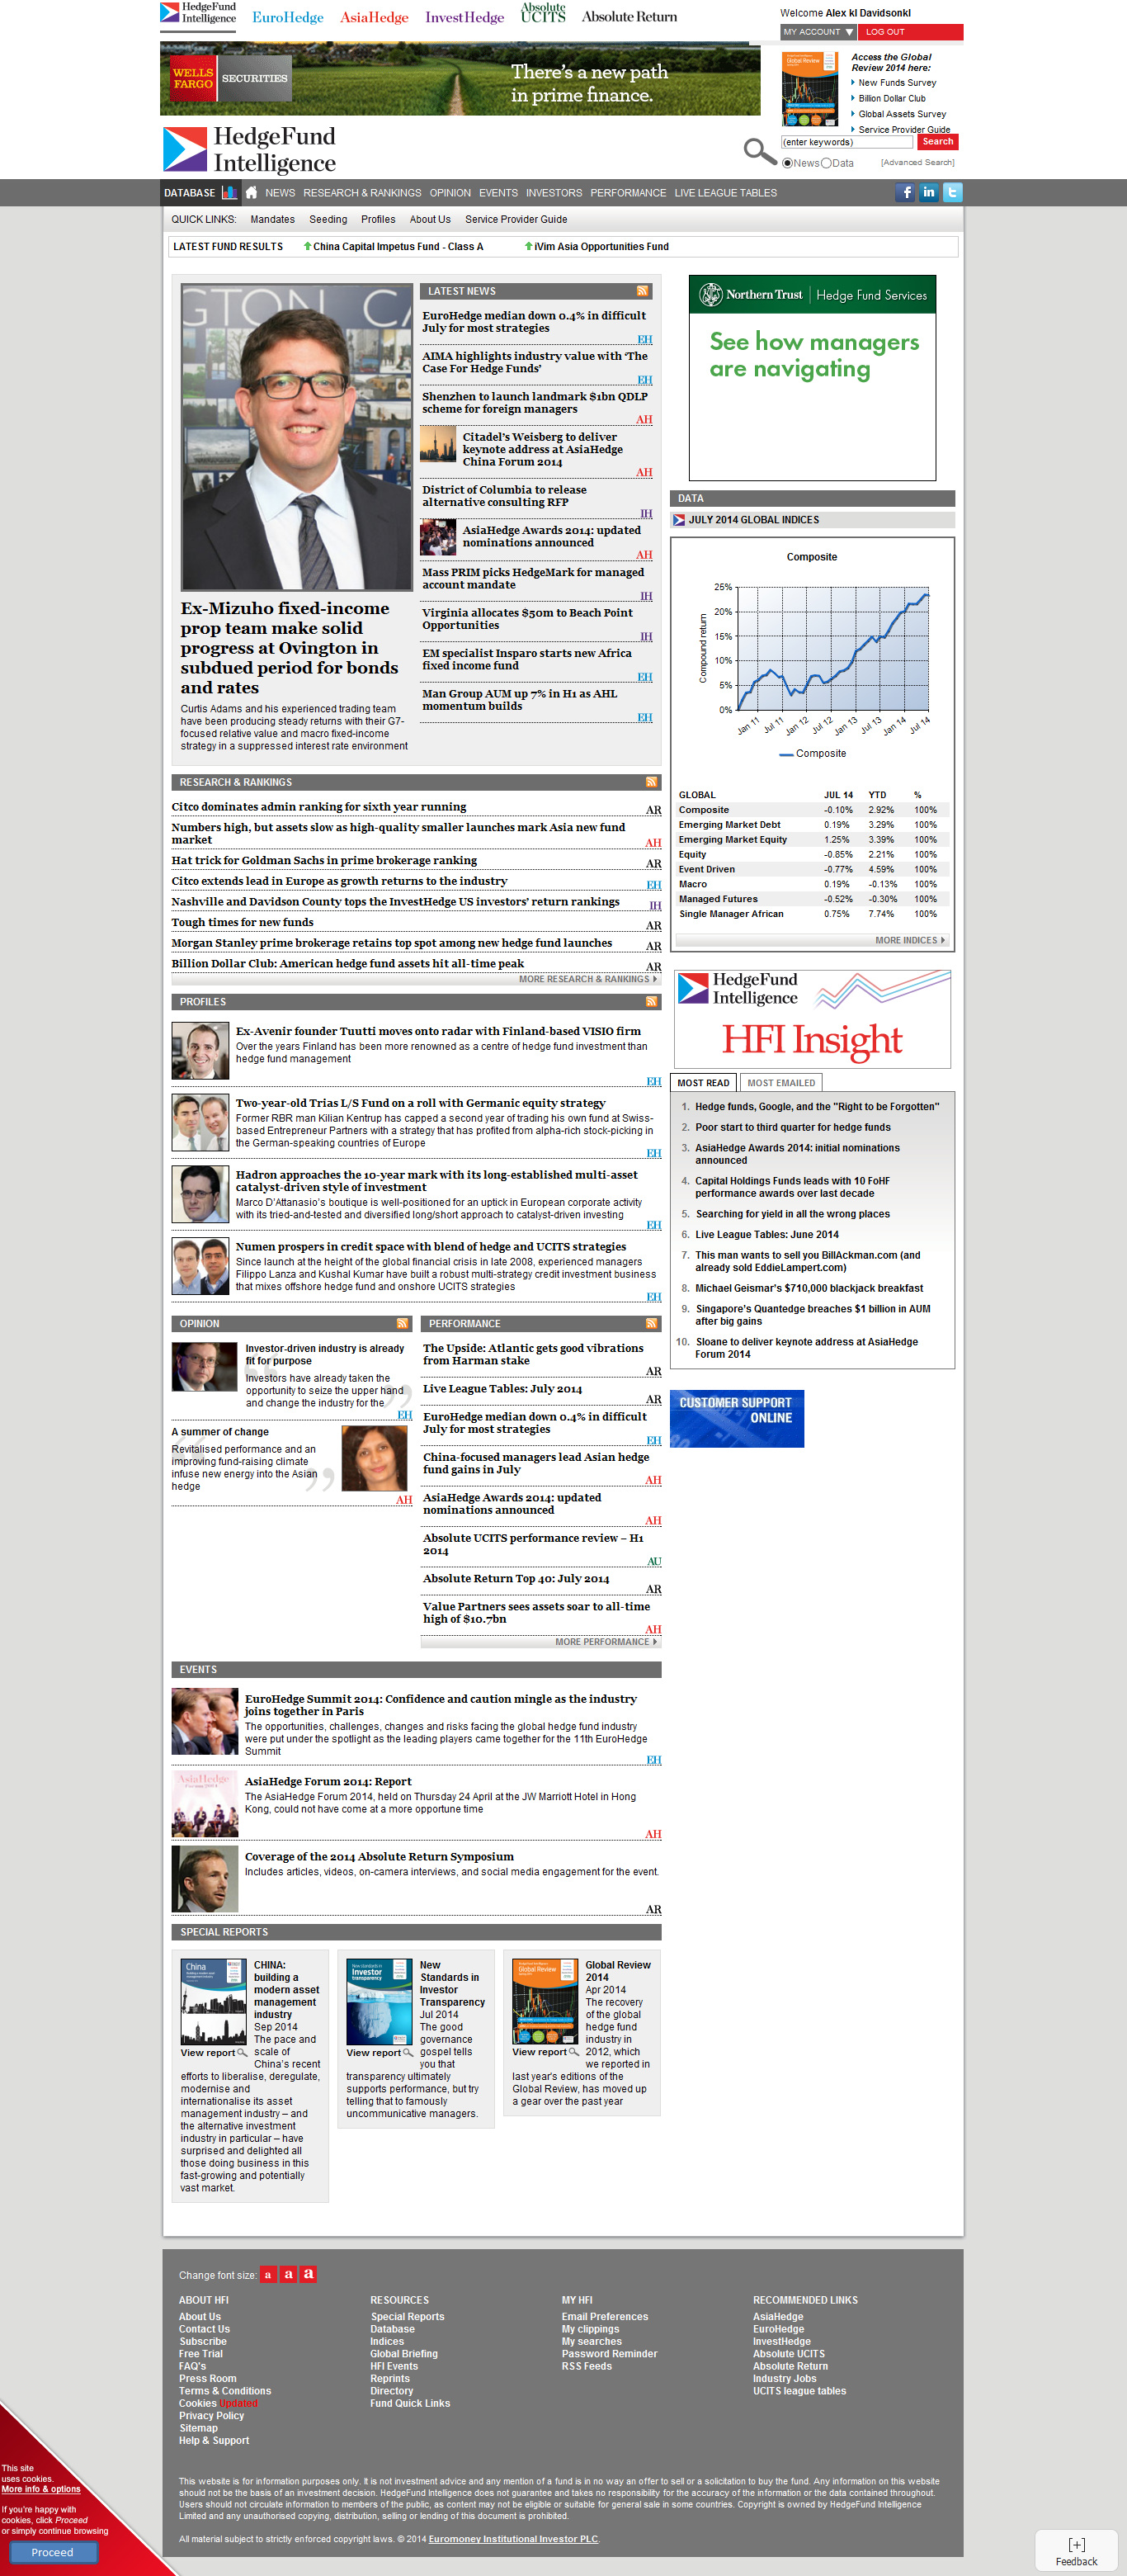 HedgeFund
Intelligence
EuroHedge
AsiaHedge
InvestHedge
Absolute
UCITS
Absolute Return
Welcome Alex kl Davidsonkl
MY ACCOUNT
LOG OUT
WELLS
FARGO
SECURITIES
There's a new path
in prime finance.
Access the Global
Review 2014 here:
New Funds Survey
Billion Dollar Club
Global Assets Survey
Service Provider Guide
HedgeFund
Intelligence
(enter keywords)
Search
News Data
[Advanced Search]
DATABASE NEWS RESEARCH & RANKINGS OPINION EVENTS INVESTORS PERFORMANCE LIVE LEAGUE TABLES
QUICK LINKS: Mandates Seeding Profiles About Us Service Provider Guide
LATEST FUND RESULTS China Capital Impetus Fund - Class A iVim Asia Opportunities Fund
GTON CA
Ex-Mizuho fixed-income
prop team make solid
progress at Ovington in
subdued period for bonds
and rates
Curtis Adams and his experienced trading team
have been producing steady returns with their G7-
focused relative value and macro fixed-income
strategy in a suppressed interest rate environment
LATEST NEWS
EuroHedge median down 0.4% in difficult
July for most strategies
EH
AIMA highlights industry value with ‘The
Case For Hedge Funds’
EH
Shenzhen to launch landmark $1bn QDLP
scheme for foreign managers
AH
Citadel’s Weisberg to deliver
keynote address at AsiaHedge
China Forum 2014
AH
District of Columbia to release
alternative consulting RFP
IH
AsiaHedge Awards 2014: updated
nominations announced
AH
Mass PRIM picks HedgeMark for managed
account mandate
IH
Virginia allocates $50m to Beach Point
Opportunities
IH
EM specialist Insparo starts new Africa
fixed income fund
EH
Man Group AUM up 7% in H1 as AHL
momentum builds
EH
Northern Trust Hedge Fund Services
See how managers
are navigating
DATA
JULY 2014 GLOBAL INDICES
Composite
Compound return
25%
20%
15%
10%
5%
0%
Jan 11 Jul 11 Jan 12 Jul 12 Jan 13 Jul 13 Jan 14 Jul 14
Composite
GLOBAL JUL 14 YTD %
Composite -0.10% 2.92% 100%
Emerging Market Debt 0.19% 3.29% 100%
Emerging Market Equity 1.25% 3.39% 100%
Equity -0.85% 2.21% 100%
Event Driven -0.77% 4.59% 100%
Macro 0.19% -0.13% 100%
Managed Futures -0.52% -0.30% 100%
Single Manager African 0.75% 7.74% 100%
MORE INDICES
RESEARCH & RANKINGS
Citco dominates admin ranking for sixth year running
AR
Numbers high, but assets slow as high-quality smaller launches mark Asia new fund
market
AH
Hat trick for Goldman Sachs in prime brokerage ranking
AR
Citco extends lead in Europe as growth returns to the industry
EH
Nashville and Davidson County tops the InvestHedge US investors’ return rankings
IH
Tough times for new funds
AR
Morgan Stanley prime brokerage retains top spot among new hedge fund launches
AR
Billion Dollar Club: American hedge fund assets hit all-time peak
AR
MORE RESEARCH & RANKINGS
PROFILES
Ex-Avenir founder Tuutti moves onto radar with Finland-based VISIO firm
Over the years Finland has been more renowned as a centre of hedge fund investment than
hedge fund management
EH
Two-year-old Trias L/S Fund on a roll with Germanic equity strategy
Former RBR man Kilian Kentrup has capped a second year of trading his own fund at Swiss-
based Entrepreneur Partners with a strategy that has profited from alpha-rich stock-picking in
the German-speaking countries of Europe
EH
Hadron approaches the 10-year mark with its long-established multi-asset
catalyst-driven style of investment
Marco D’Attanasio’s boutique is well-positioned for an uptick in European corporate activity
with its tried-and-tested and diversified long/short approach to catalyst-driven investing
EH
Numen prospers in credit space with blend of hedge and UCITS strategies
Since launch at the height of the global financial crisis in late 2008, experienced managers
Filippo Lanza and Kushal Kumar have built a robust multi-strategy credit investment business
that mixes offshore hedge fund and onshore UCITS strategies
EH
HedgeFund
Intelligence
HFI Insight
MOST READ MOST EMAILED
1. Hedge funds, Google, and the "Right to be Forgotten"
2. Poor start to third quarter for hedge funds
3. AsiaHedge Awards 2014: initial nominations
announced
4. Capital Holdings Funds leads with 10 FoHF
performance awards over last decade
5. Searching for yield in all the wrong places
6. Live League Tables: June 2014
7. This man wants to sell you BillAckman.com (and
already sold EddieLampert.com)
8. Michael Geismar's $710,000 blackjack breakfast
9. Singapore's Quantedge breaches $1 billion in AUM
after big gains
10. Sloane to deliver keynote address at AsiaHedge
Forum 2014
CUSTOMER SUPPORT
ONLINE
OPINION
Investor-driven industry is already
fit for purpose
Investors have already taken the
opportunity to seize the upper hand
and change the industry for the
EH
A summer of change
Revitalised performance and an
improving fund-raising climate
infuse new energy into the Asian
hedge
AH
PERFORMANCE
The Upside: Atlantic gets good vibrations
from Harman stake
AR
Live League Tables: July 2014
AR
EuroHedge median down 0.4% in difficult
July for most strategies
EH
China-focused managers lead Asian hedge
fund gains in July
AH
AsiaHedge Awards 2014: updated
nominations announced
AH
Absolute UCITS performance review – H1
2014
AU
Absolute Return Top 40: July 2014
AR
Value Partners sees assets soar to all-time
high of $10.7bn
AH
MORE PERFORMANCE
EVENTS
EuroHedge Summit 2014: Confidence and caution mingle as the industry
joins together in Paris
The opportunities, challenges, changes and risks facing the global hedge fund industry
were put under the spotlight as the leading players came together for the 11th EuroHedge
Summit
EH
AsiaHedge
AsiaHedge Forum 2014: Report
The AsiaHedge Forum 2014, held on Thursday 24 April at the JW Marriott Hotel in Hong
Kong, could not have come at a more opportune time
AH
Coverage of the 2014 Absolute Return Symposium
Includes articles, videos, on-camera interviews, and social media engagement for the event.
AR
SPECIAL REPORTS
China
View report
CHINA:
building a
modern asset
management
industry
Sep 2014
The pace and
scale of
China’s recent
efforts to liberalise, deregulate,
modernise and
internationalise its asset
management industry – and
the alternative investment
industry in particular – have
surprised and delighted all
those doing business in this
fast-growing and potentially
vast market.
New standards in
Investor
transparency
View report
New
Standards in
Investor
Transparency
Jul 2014
The good
governance
gospel tells
you that
transparency ultimately
supports performance, but try
telling that to famously
uncommunicative managers.
Global Review
View report
Global Review
2014
Apr 2014
The recovery
of the global
hedge fund
industry in
2012, which
we reported in
last year's editions of the
Global Review, has moved up
a gear over the past year
Change font size: a a a
ABOUT HFI
About Us
Contact Us
Subscribe
Free Trial
FAQ's
Press Room
Terms & Conditions
Cookies Updated
Privacy Policy
Sitemap
Help & Support
RESOURCES
Special Reports
Database
Indices
Global Briefing
HFI Events
Reprints
Directory
Fund Quick Links
MY HFI
Email Preferences
My clippings
My searches
Password Reminder
RSS Feeds
RECOMMENDED LINKS
AsiaHedge
EuroHedge
InvestHedge
Absolute UCITS
Absolute Return
Industry Jobs
UCITS league tables
This website is for information purposes only. It is not investment advice and any mention of a fund is in no way an offer to sell or a solicitation to buy the fund. Any information on this website
should not be the basis of an investment decision. HedgeFund Intelligence does not guarantee and takes no responsibility for the accuracy of the information or the data contained throughout.
Users should not circulate information to members of the public, as content may not be eligible or suitable for general sale in some countries. Copyright is owned by HedgeFund Intelligence
Limited and any unauthorised copying, distribution, selling or lending of this document is prohibited.
All material subject to strictly enforced copyright laws. © 2014 Euromoney Institutional Investor PLC.
This site
uses cookies.
More info & options
If you're happy with
cookies, click Proceed
or simply continue browsing
Proceed
[+]
Feedback